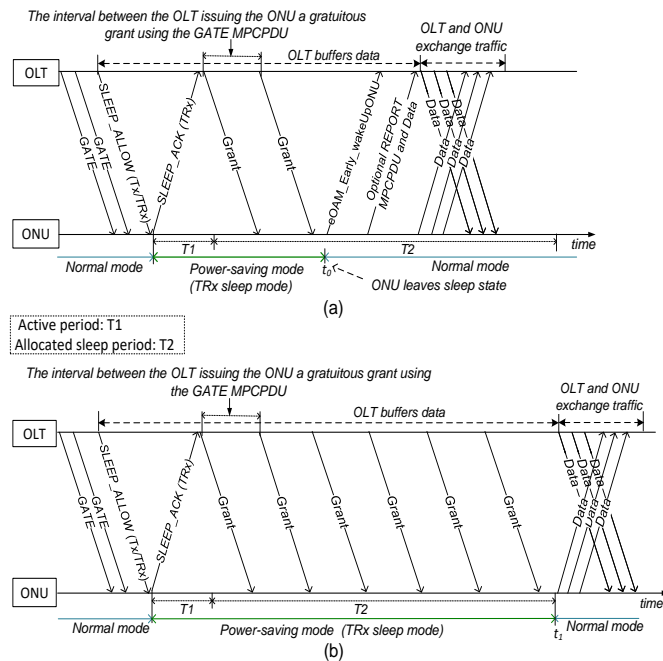 The interval between the OLT issuing the ONU a gratuitous
grant using the GATE MPCPDU
OLT and ONU
exchange traffic
OLT buffers data
OLT
GATE
GATE
SLEEP_ALLOW (Tx/TRx)
SLEEP_ACK (TRx)
Grant
Grant
eOAM_Early_wakeUpONU
Optional REPORT
MPCPDU and Data
Data
Data
Data
Data
Data
Data
ONU
T1
T2
time
Normal mode
Power-saving mode
(TRx sleep mode)
t0
Normal mode
ONU leaves sleep state
(a)
Active period: T1
Allocated sleep period: T2
The interval between the OLT issuing the ONU a gratuitous grant using
the GATE MPCPDU
OLT and ONU
exchange traffic
OLT buffers data
OLT
GATE
GATE
SLEEP_ALLOW (Tx/TRx)
SLEEP_ACK (TRx)
Grant
Grant
Grant
Grant
Grant
Grant
Data
Data
Data
Data
Data
Data
ONU
T1
T2
time
Normal mode
Power-saving mode (TRx sleep mode)
t1
Normal mode
(b)